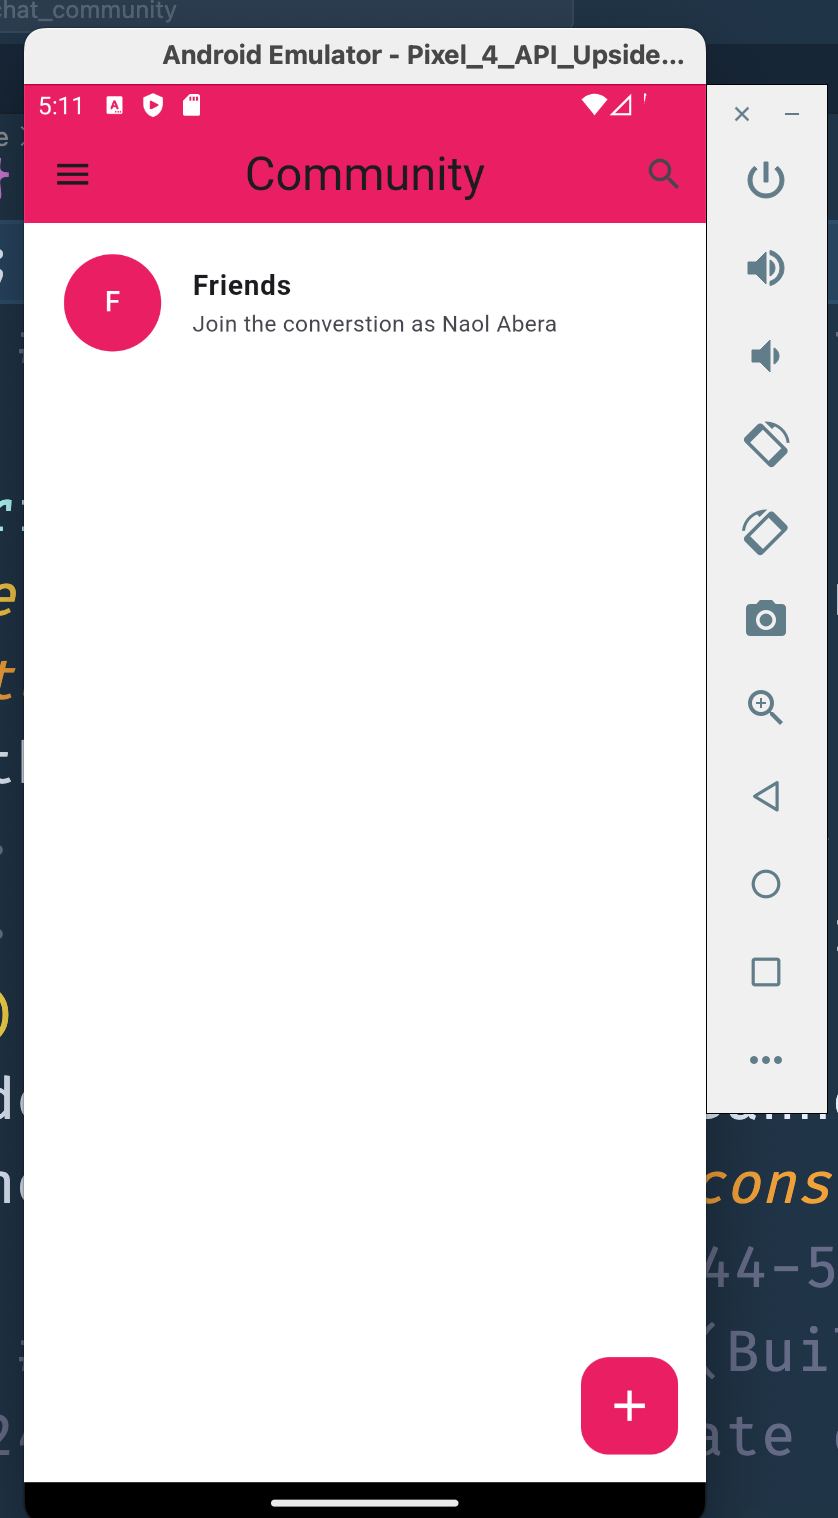 chat_community
Android Emulator - Pixel_4_API_Upside...
5:11
Community
F
Friends
Join the converstion as Naol Abera
cons
44-5
(Bui
ate